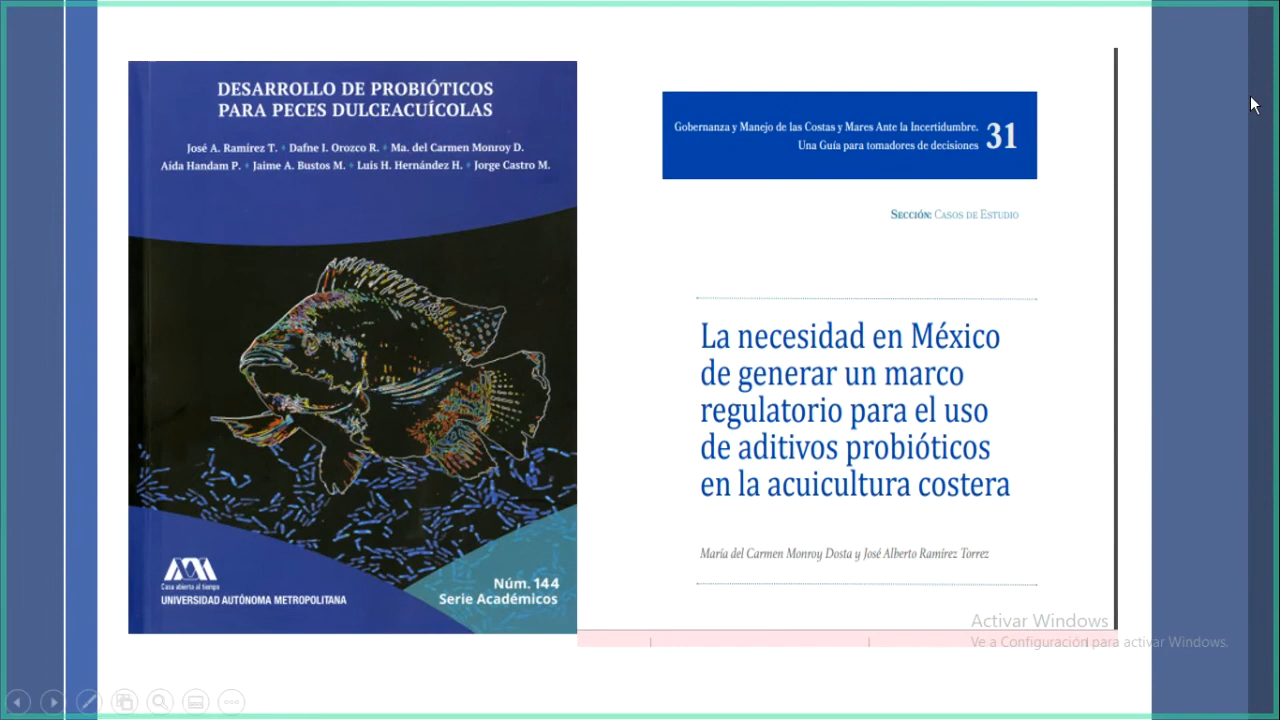 DESARROLLO DE PROBIÓTICOS
PARA PECES DULCEACUÍCOLAS
José A. Ramírez T. • Dafne I. Orozco R. • Ma. del Carmen Monroy D.
Aída Handam P. • Jaime A. Bustos M. • Luis H. Hernández H. • Jorge Castro M.
Casa abierta al tiempo
UNIVERSIDAD AUTÓNOMA METROPOLITANA
Núm. 144
Serie Académicos
Gobernanza y Manejo de las Costas y Mares Ante la Incertidumbre.
Una Guía para tomadores de decisiones
31
SECCIÓN: CASOS DE ESTUDIO
La necesidad en México
de generar un marco
regulatorio para el uso
de aditivos probióticos
en la acuicultura costera
María del Carmen Monroy Dosta y José Alberto Ramírez Torrez
Activar Windows
Ve a Configuración para activar Windows.